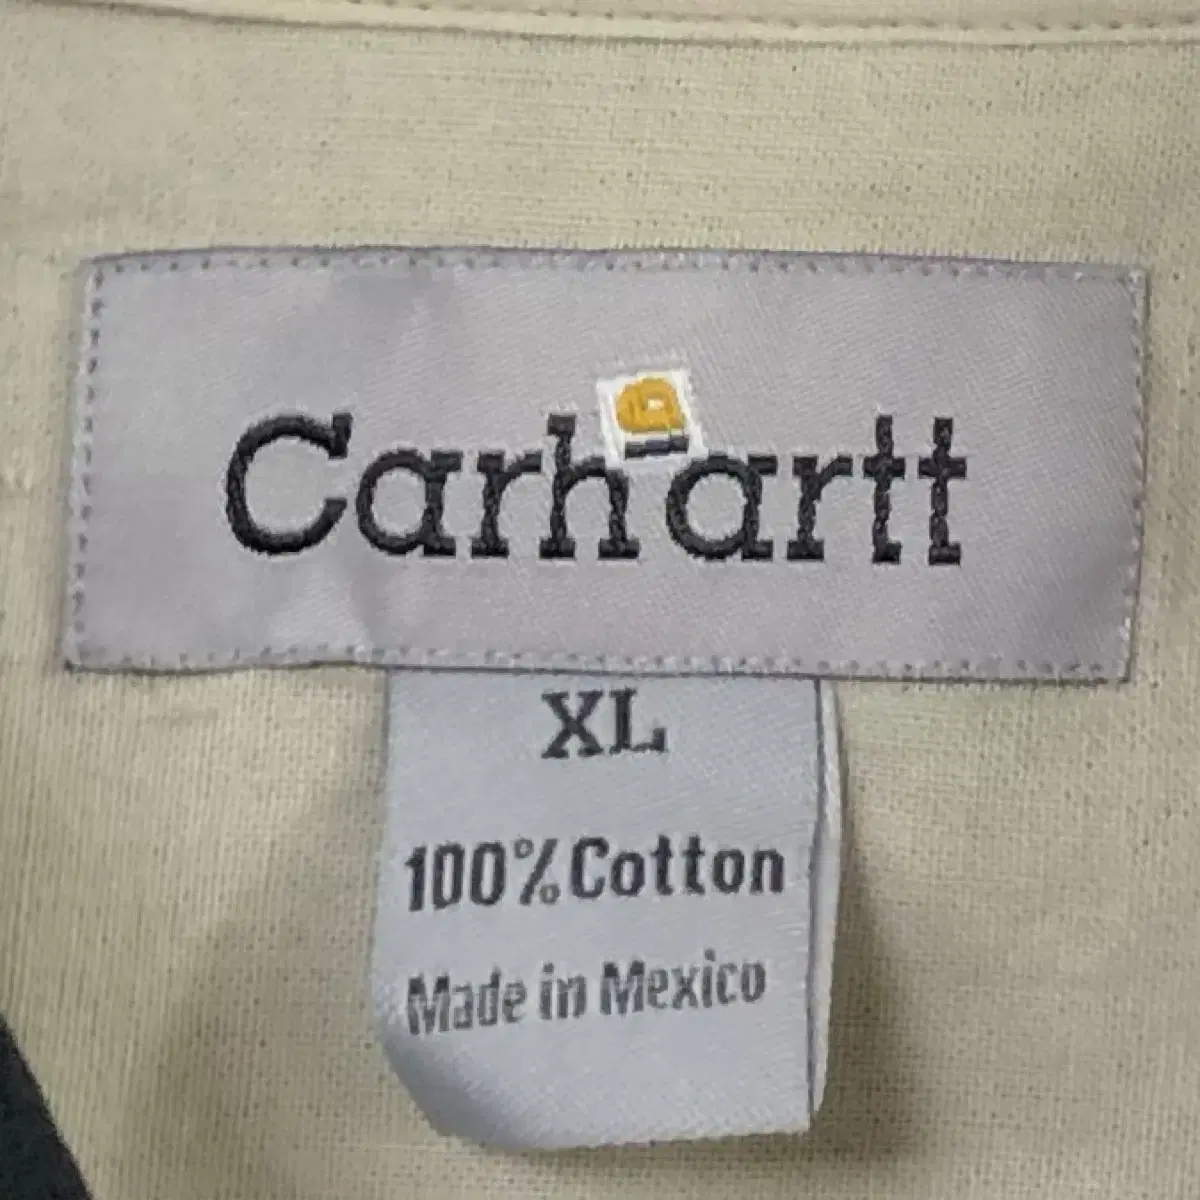 Carhartt
XL
100% Cotton
Made in Mexico